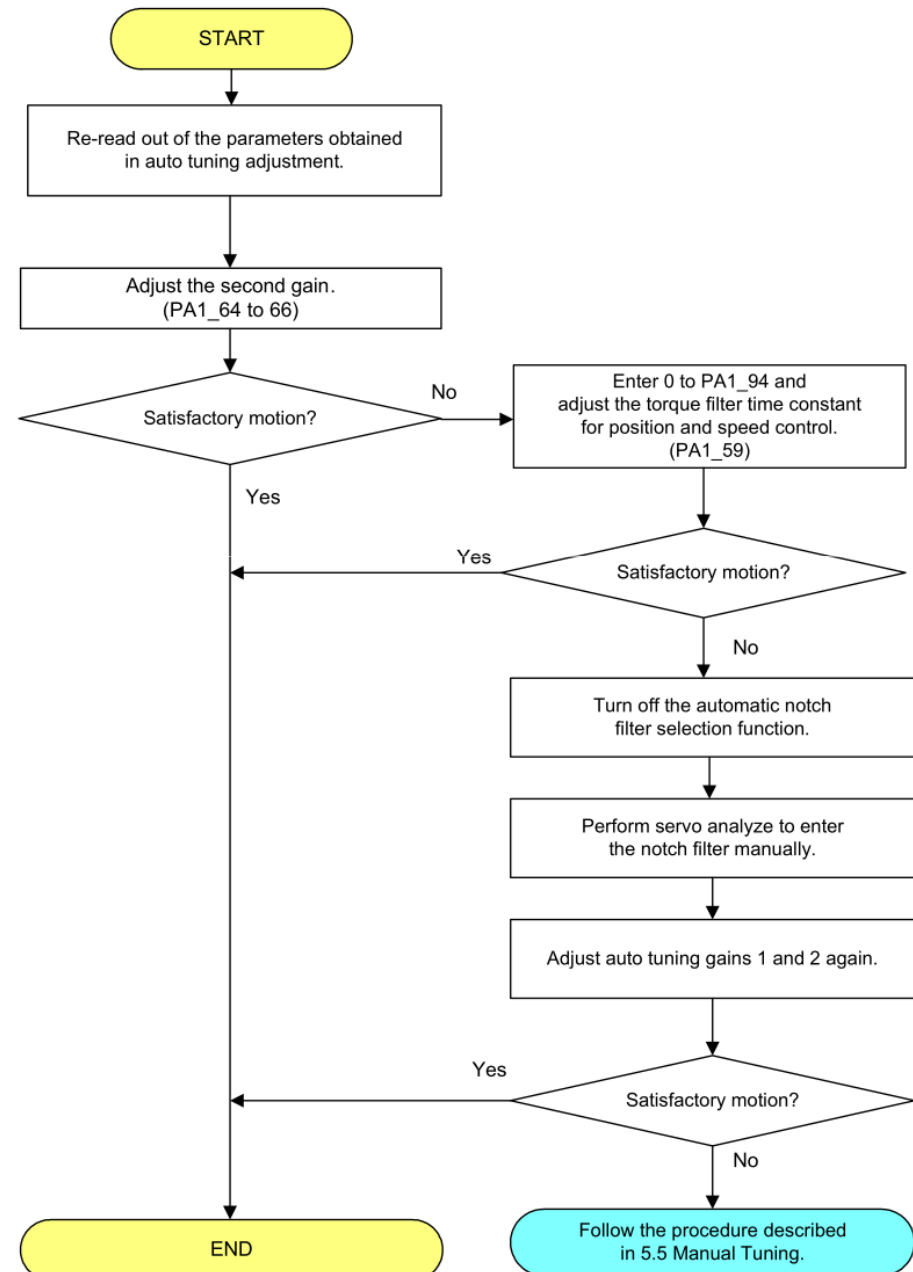 START
Re-read out of the parameters obtained
in auto tuning adjustment.
Adjust the second gain.
(PA1_64 to 66)
Satisfactory motion?
No
Enter 0 to PA1_94 and
adjust the torque filter time constant
for position and speed control.
(PA1_59)
Yes
Yes
Satisfactory motion?
No
Turn off the automatic notch
filter selection function.
Perform servo analyze to enter
the notch filter manually.
Adjust auto tuning gains 1 and 2 again.
Yes
Satisfactory motion?
No
END
Follow the procedure described
in 5.5 Manual Tuning.